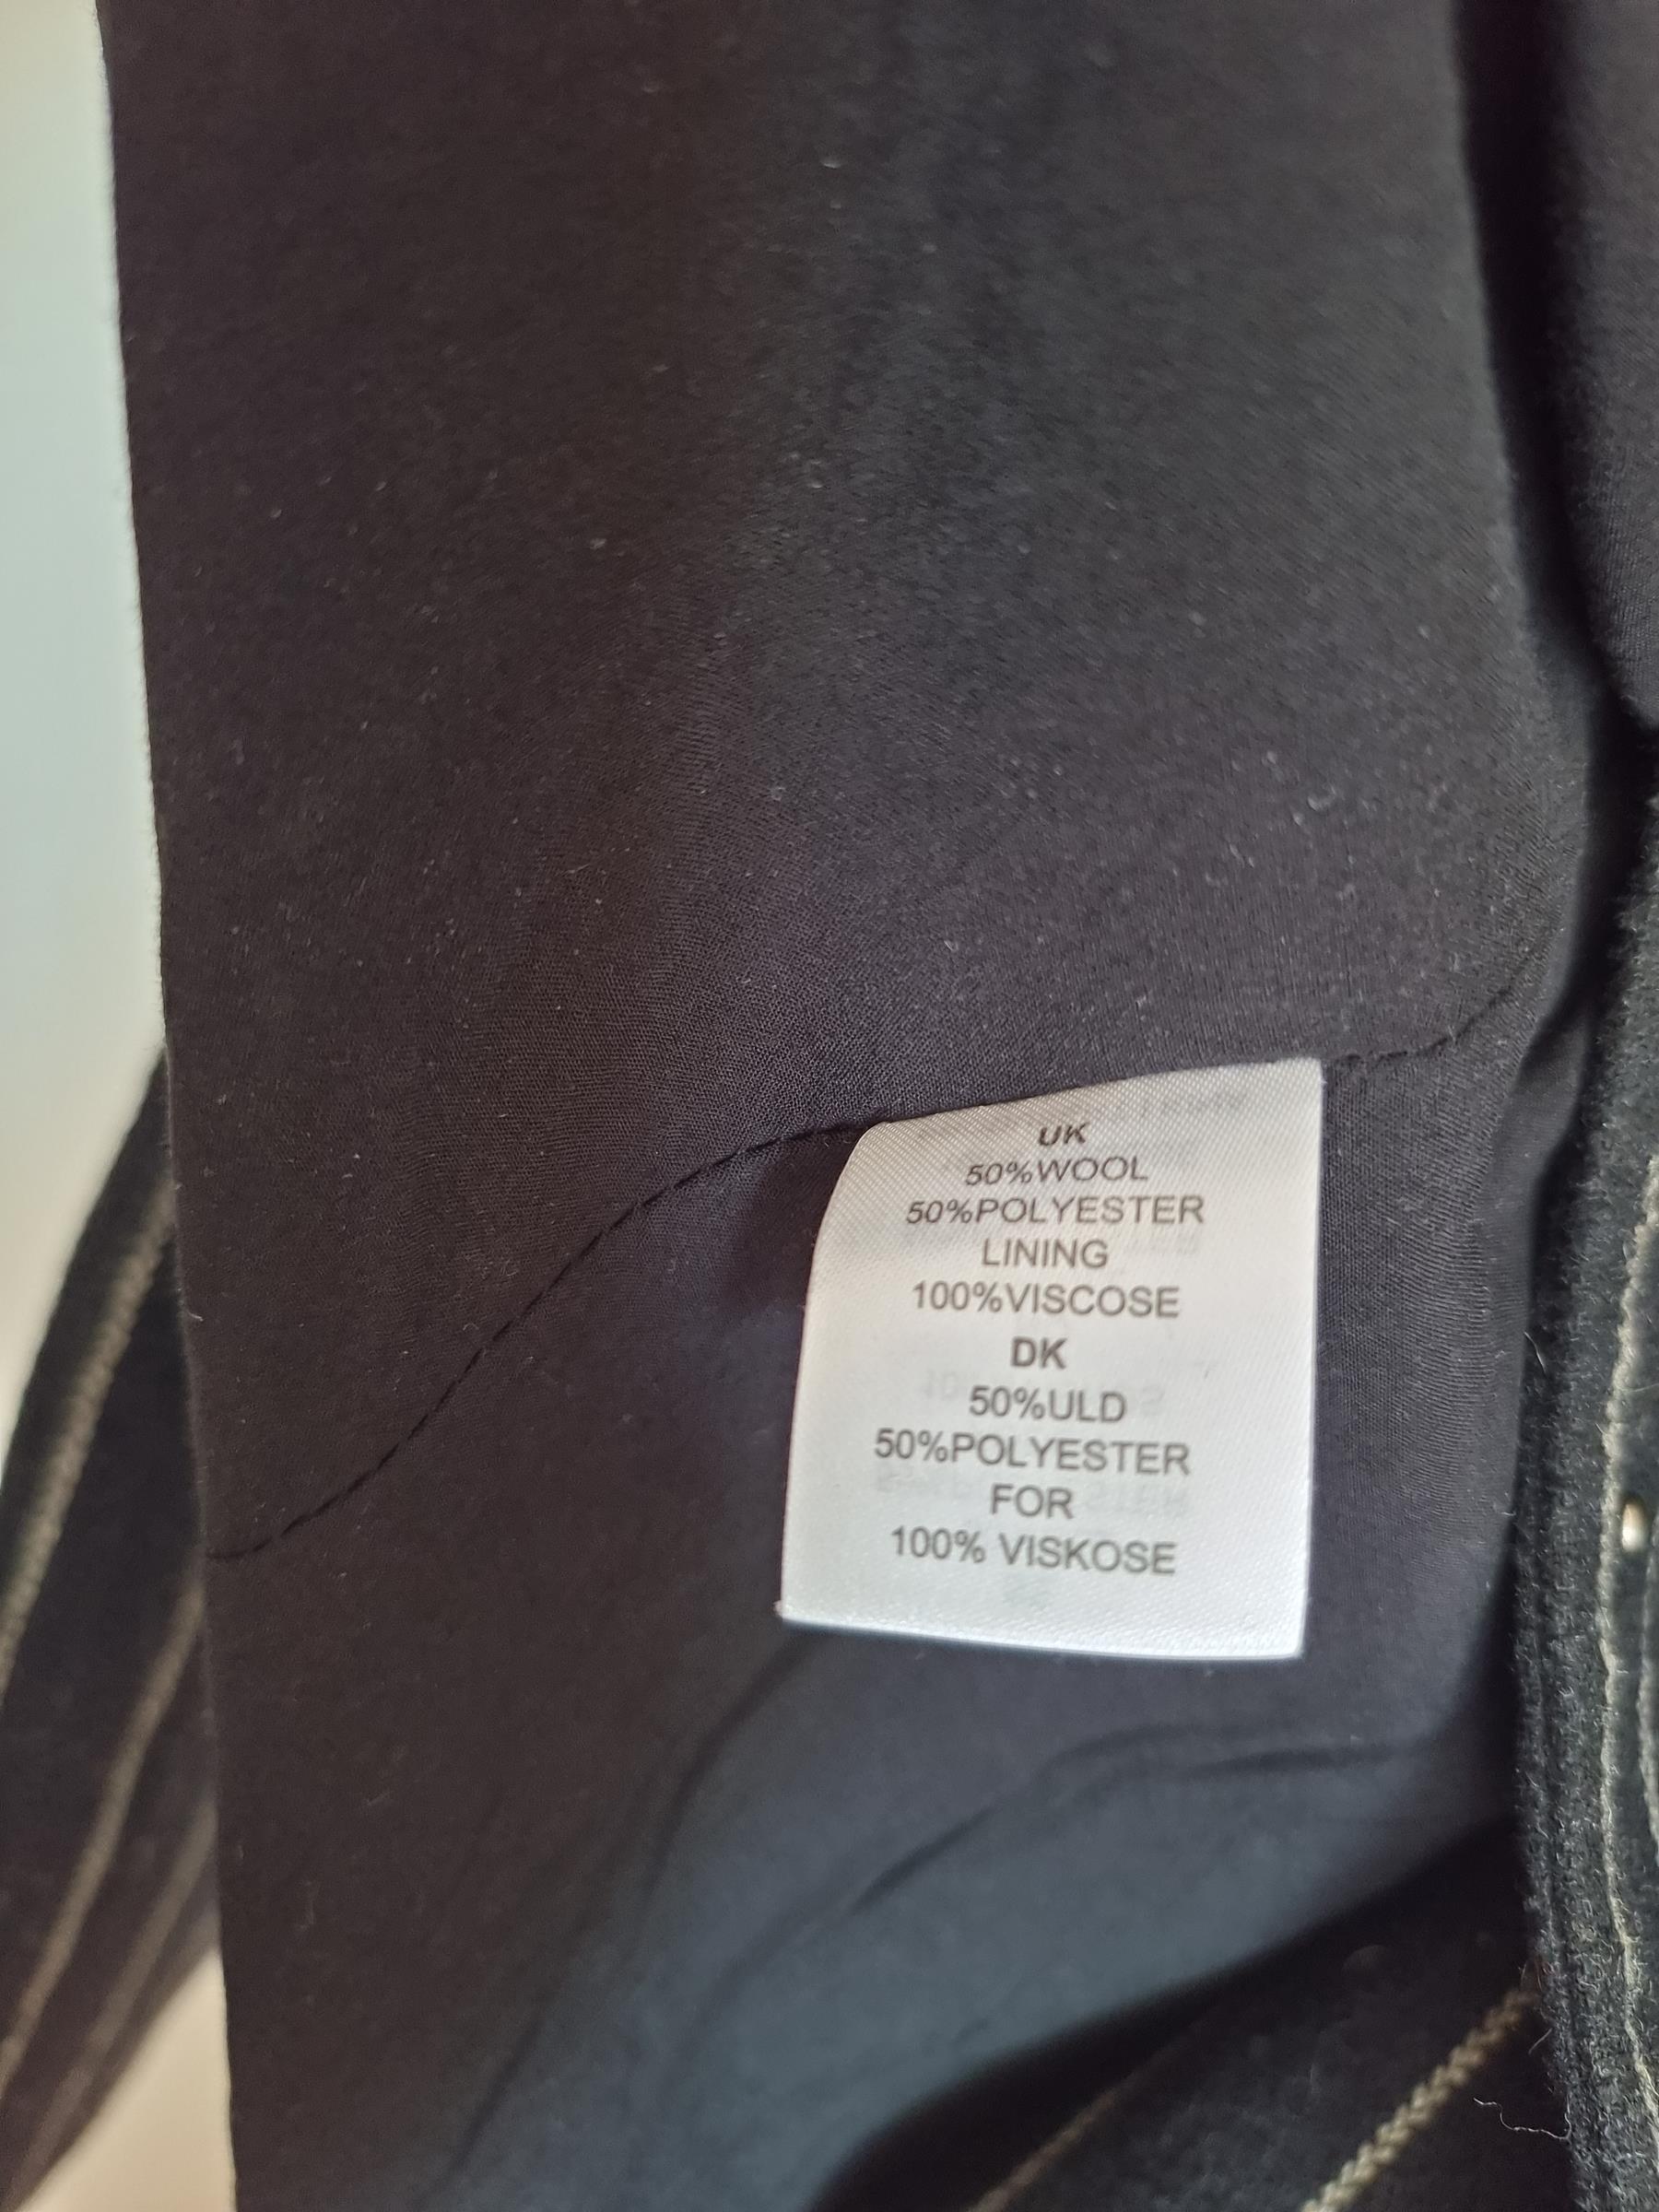 UK
50%WOOL
50%POLYESTER
LINING
100%VISCOSE
DK
50%ULD
50%POLYESTER
FOR
100% VISKOSE